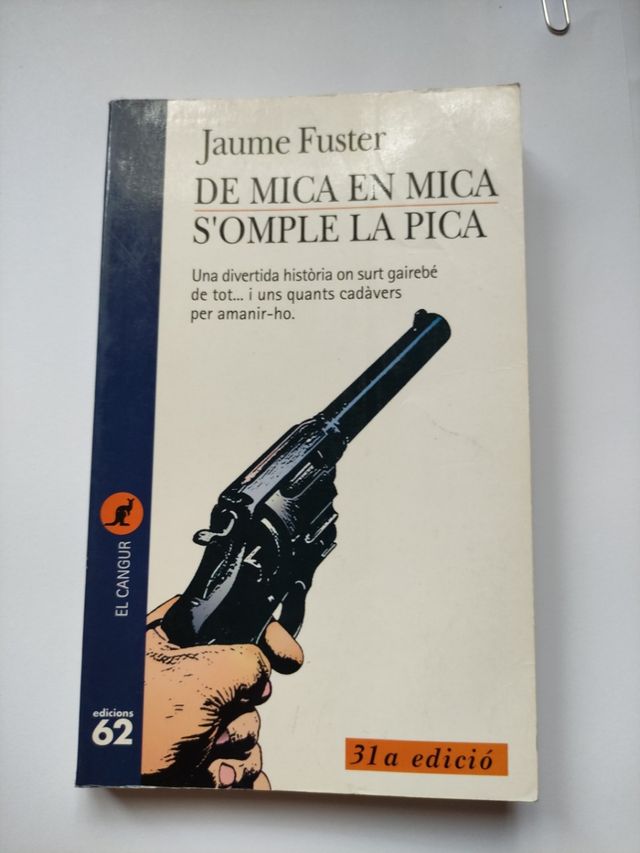 Jaume Fuster
DE MICA EN MICA
S'OMPLE LA PICA
Una divertida història on surt gairebé
de tot... i uns quants cadàvers
per amanir-ho.
EL CANGUR
edicions
62
31a edició